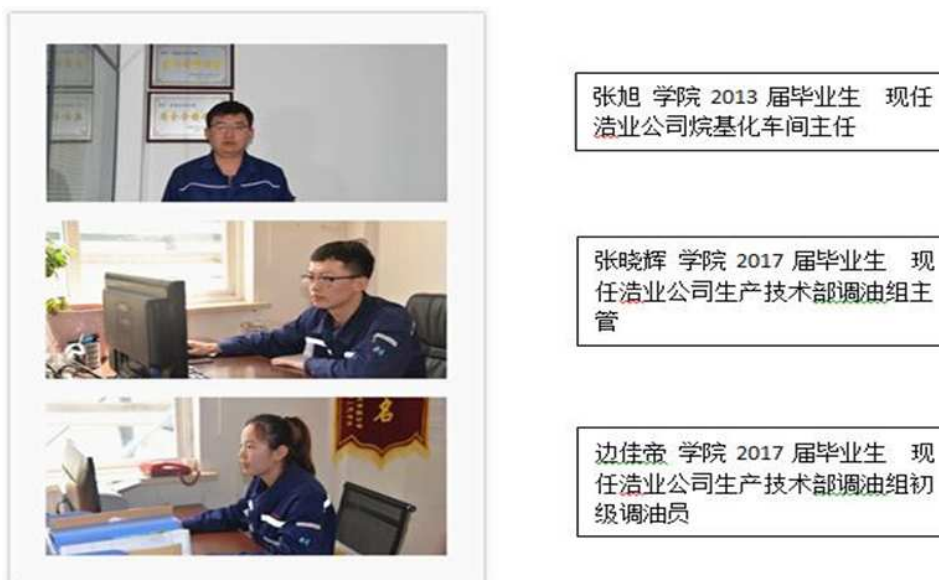 张旭 学院 2013 届毕业生 现任
浩业公司烷基化车间主任
张晓辉 学院 2017 届毕业生 现
任浩业公司生产技术部调油组主
管
名
边佳帝 学院 2017 届毕业生 现
任浩业公司生产技术部调油组初
级调油员